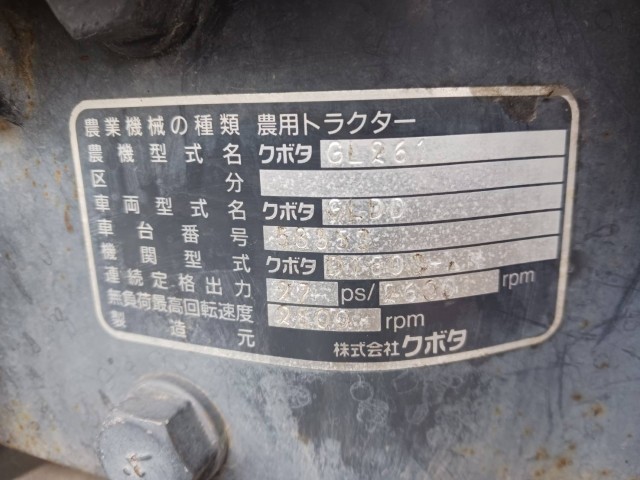 農業機械の種類 農用トラクター
農機型式名 クボタ GL261
区分
車両型式名 クボタ
車台番号
機関型式 クボタ
連続定格出力 ps/ rpm
無負荷最高回転速度 rpm
製造元 株式会社クボタ